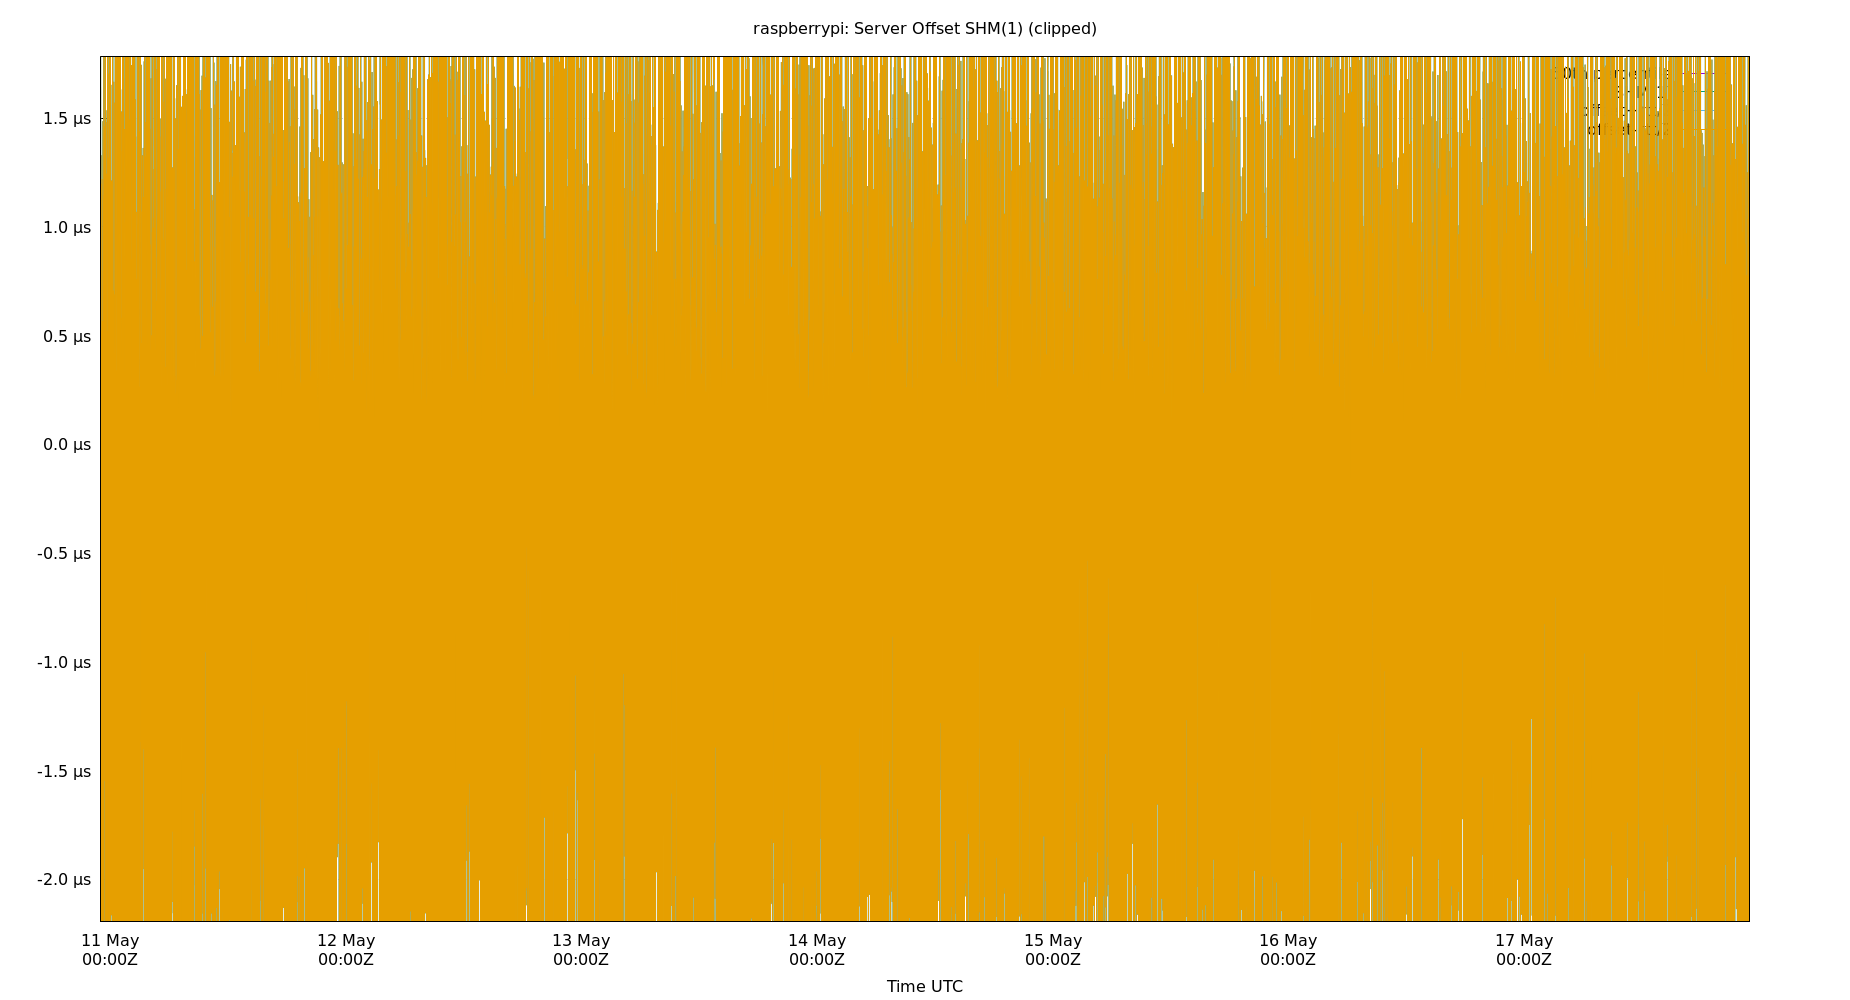 raspberrypi: Server Offset SHM(1) (clipped)
1.5 µs
1.0 µs
0.5 µs
0.0 µs
-0.5 µs
-1.0 µs
-1.5 µs
-2.0 µs
11 May 12 May 13 May 14 May 15 May 16 May 17 May
00:00Z 00:00Z 00:00Z 00:00Z 00:00Z 00:00Z 00:00Z
Time UTC